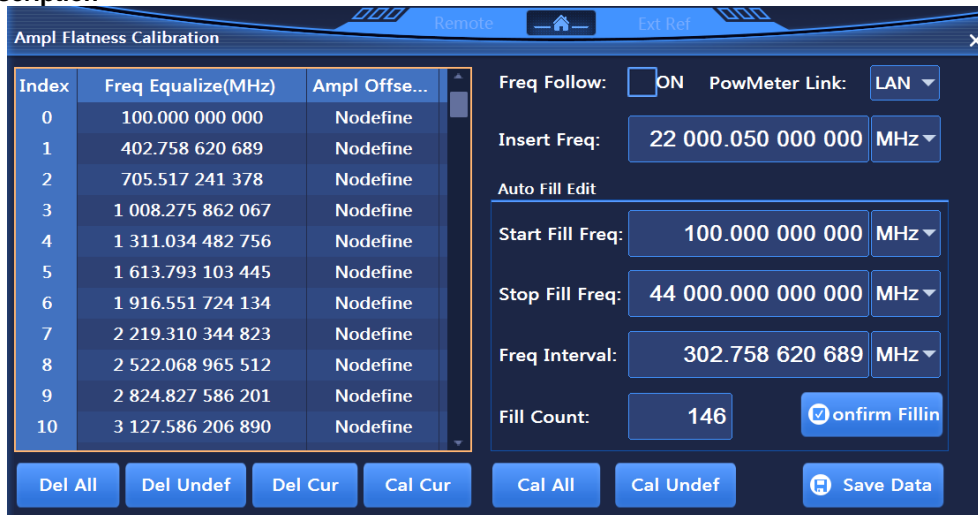 scription
Remote Ext Ref
Ampl Flatness Calibration
Index Freq Equalize(MHz) Ampl Offse...
0 100.000 000 000 Nodefine
1 402.758 620 689 Nodefine
2 705.517 241 378 Nodefine
3 1 008.275 862 067 Nodefine
4 1 311.034 482 756 Nodefine
5 1 613.793 103 445 Nodefine
6 1 916.551 724 134 Nodefine
7 2 219.310 344 823 Nodefine
8 2 522.068 965 512 Nodefine
9 2 824.827 586 201 Nodefine
10 3 127.586 206 890 Nodefine
Freq Follow: ON PowMeter Link: LAN
Insert Freq: 22 000.050 000 000 MHz
Auto Fill Edit
Start Fill Freq: 100.000 000 000 MHz
Stop Fill Freq: 44 000.000 000 000 MHz
Freq Interval: 302.758 620 689 MHz
Fill Count: 146 onfirm Fillin
Del All Del Undef Del Cur Cal Cur Cal All Cal Undef Save Data